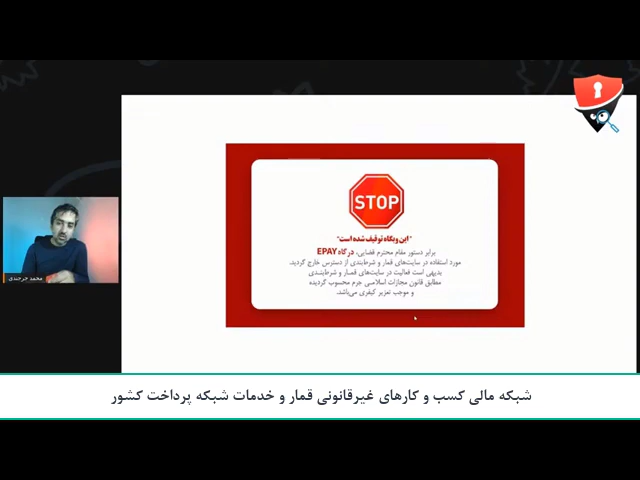 STOP
"این وبگاه توقیف شده است"
برابر دستور مقام محترم قضایی، درگاه EPAY
مورد استفاده در سایت‌های قمار و شرط‌بندی از دسترس خارج گردید.
بدیهی است فعالیت در سایت‌های قمار و شرط‌بندی
مطابق قانون مجازات اسلامی جرم محسوب گردیده
و موجب تعزیر کیفری می‌باشد.
محمد جرجندی
شبکه مالی کسب و کارهای غیرقانونی قمار و خدمات شبکه پرداخت کشور